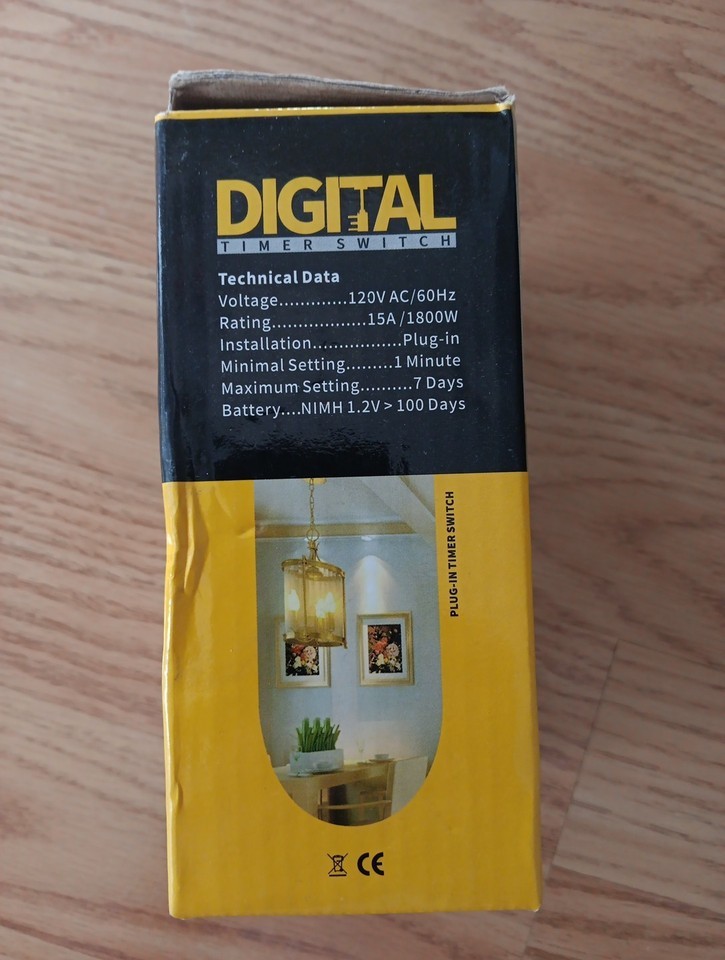 DIGITAL
TIMER SWITCH
Technical Data
Voltage.............120V AC/60Hz
Rating..................15A /1800W
Installation.................Plug-in
Minimal Setting.........1 Minute
Maximum Setting..........7 Days
Battery....NIMH 1.2V > 100 Days
PLUG-IN TIMER SWITCH
CE